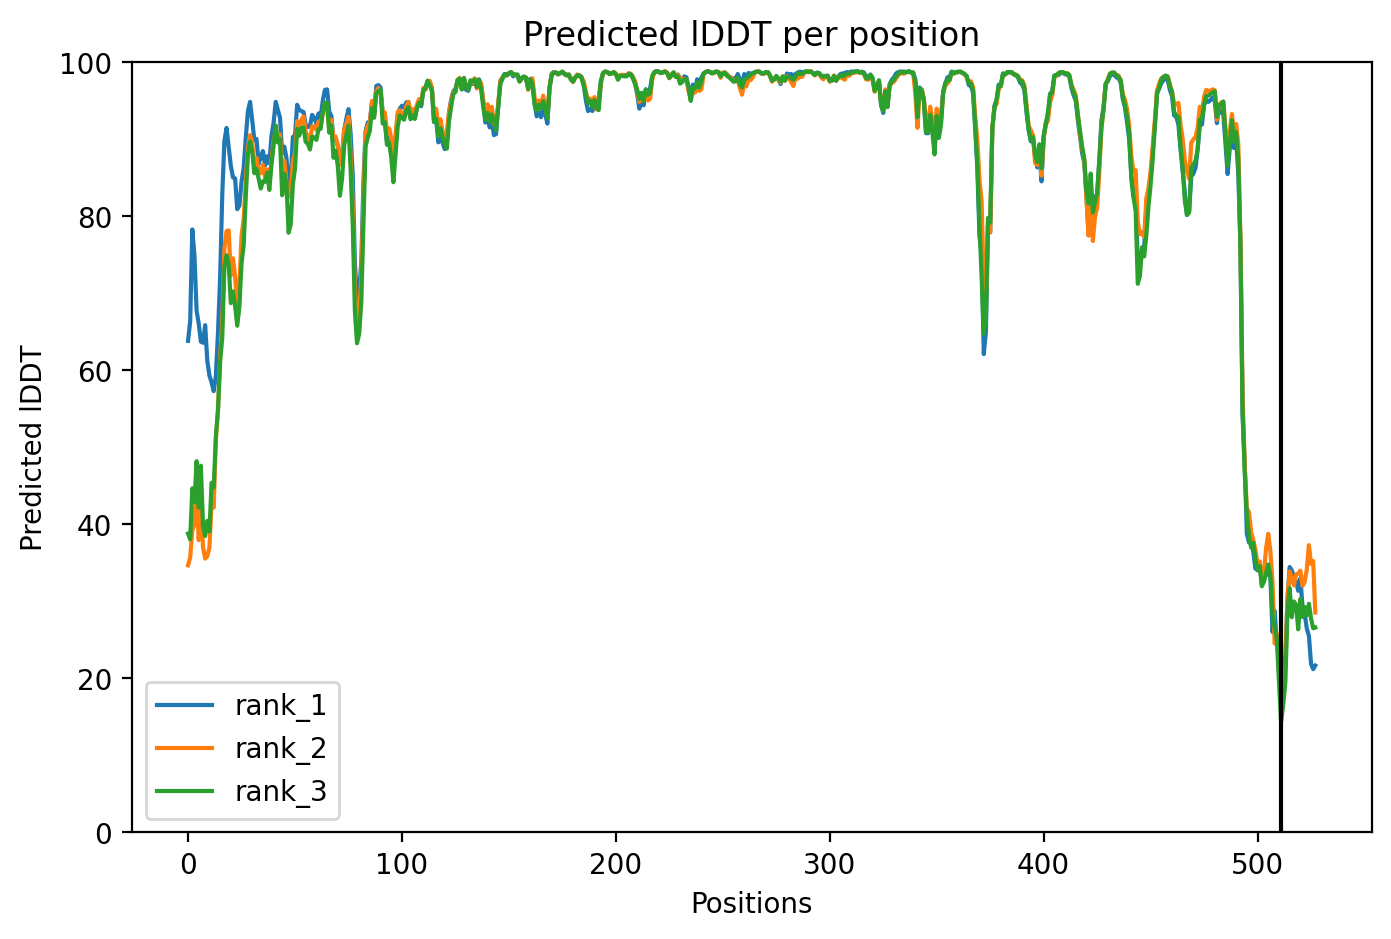 Predicted lDDT per position
Predicted lDDT
100
80
60
40
20
0
rank_1
rank_2
rank_3
0 100 200 300 400 500
Positions